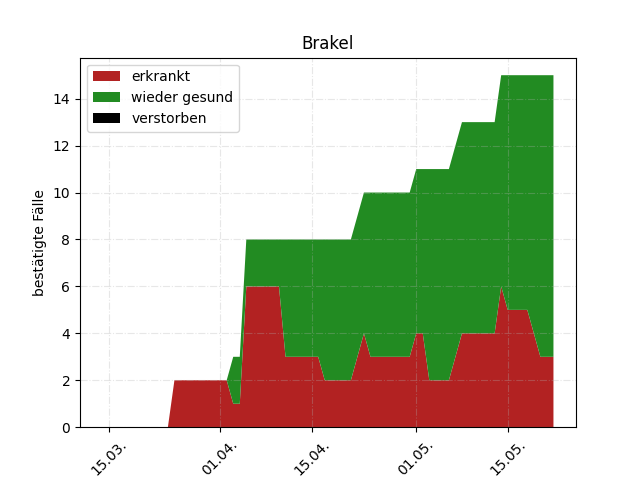 Brakel
erkrankt
wieder gesund
verstorben
bestätigte Fälle
14
12
10
8
6
4
2
0
15.03.
01.04.
15.04.
01.05.
15.05.